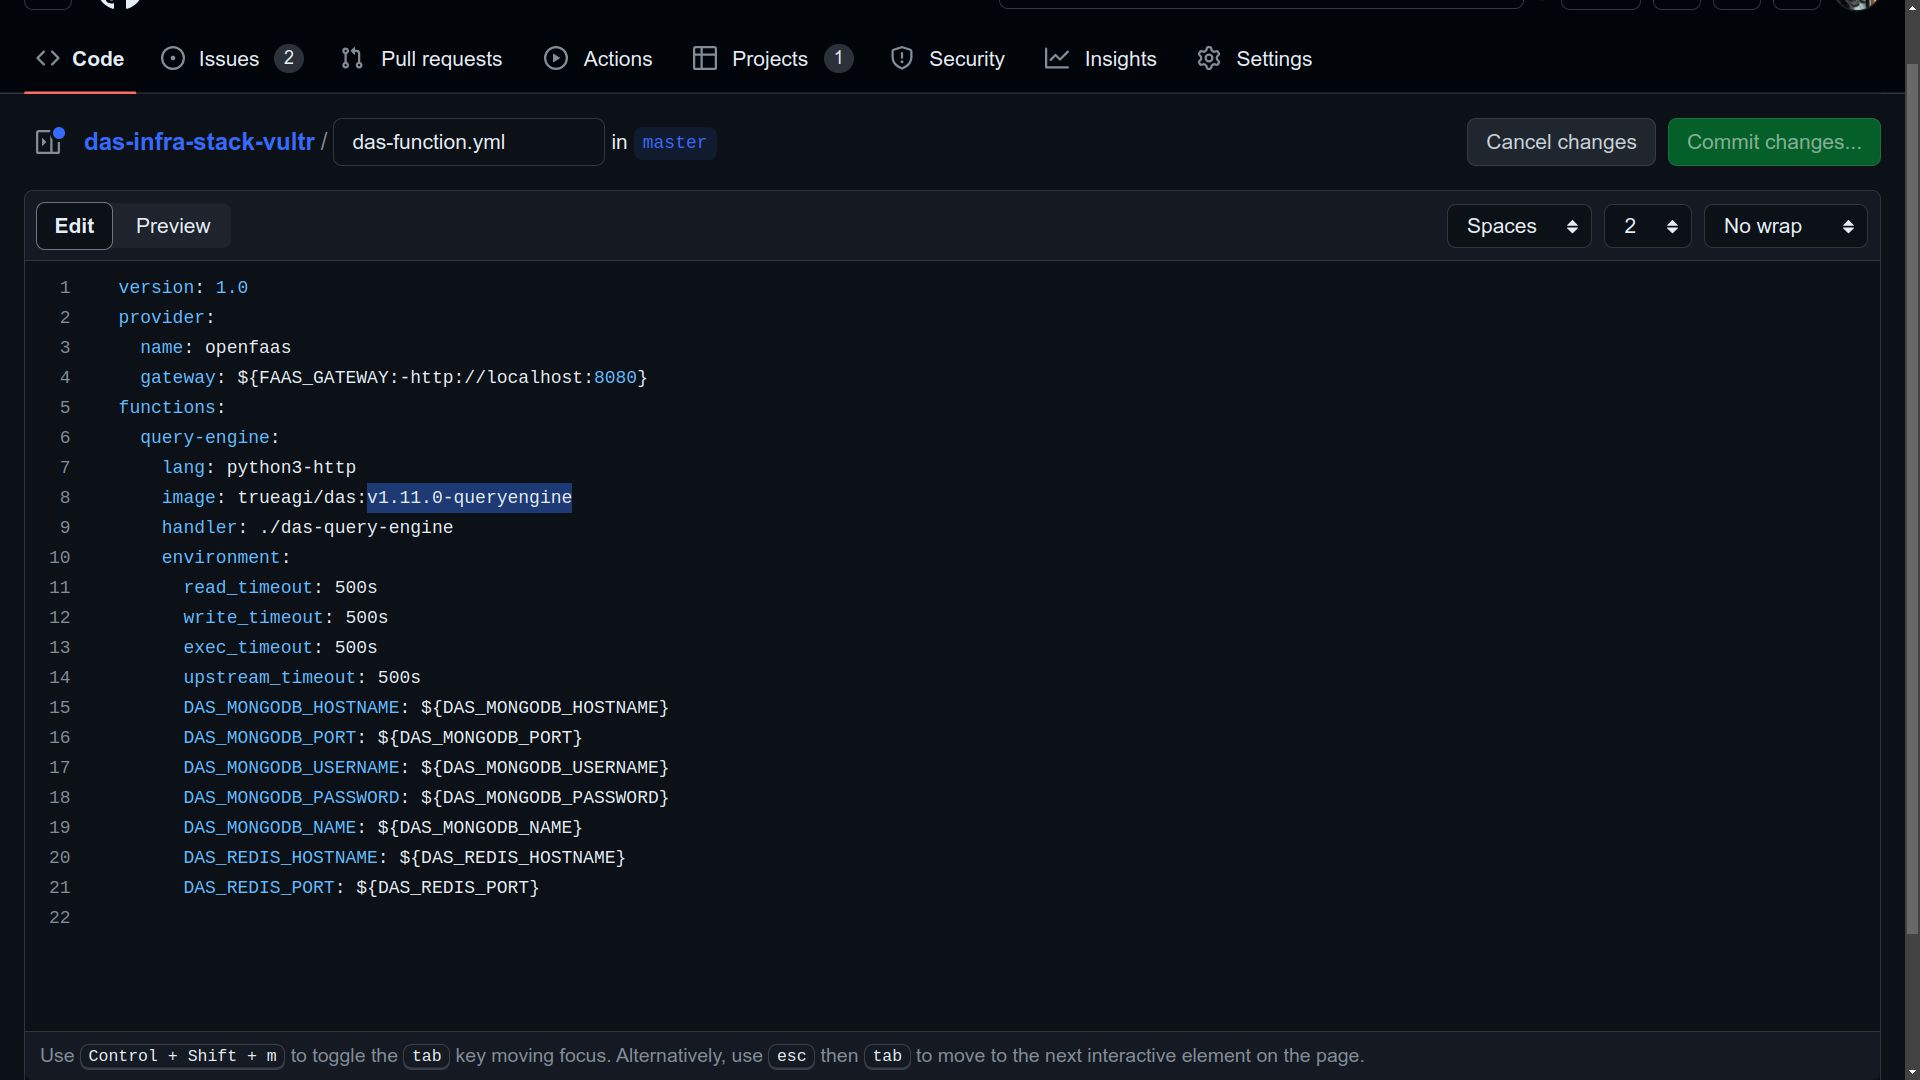 Code Issues 2 Pull requests Actions Projects 1 Security Insights Settings
das-infra-stack-vultr / das-function.yml in master Cancel changes Commit changes...
Edit Preview Spaces 2 No wrap
1 version: 1.0
2 provider:
3   name: openfaas
4   gateway: ${FAAS_GATEWAY:-http://localhost:8080}
5 functions:
6   query-engine:
7     lang: python3-http
8     image: trueagi/das:v1.11.0-queryengine
9     handler: ./das-query-engine
10     environment:
11       read_timeout: 500s
12       write_timeout: 500s
13       exec_timeout: 500s
14       upstream_timeout: 500s
15       DAS_MONGODB_HOSTNAME: ${DAS_MONGODB_HOSTNAME}
16       DAS_MONGODB_PORT: ${DAS_MONGODB_PORT}
17       DAS_MONGODB_USERNAME: ${DAS_MONGODB_USERNAME}
18       DAS_MONGODB_PASSWORD: ${DAS_MONGODB_PASSWORD}
19       DAS_MONGODB_NAME: ${DAS_MONGODB_NAME}
20       DAS_REDIS_HOSTNAME: ${DAS_REDIS_HOSTNAME}
21       DAS_REDIS_PORT: ${DAS_REDIS_PORT}
22
Use Control + Shift + m to toggle the tab key moving focus. Alternatively, use esc then tab to move to the next interactive element on the page.